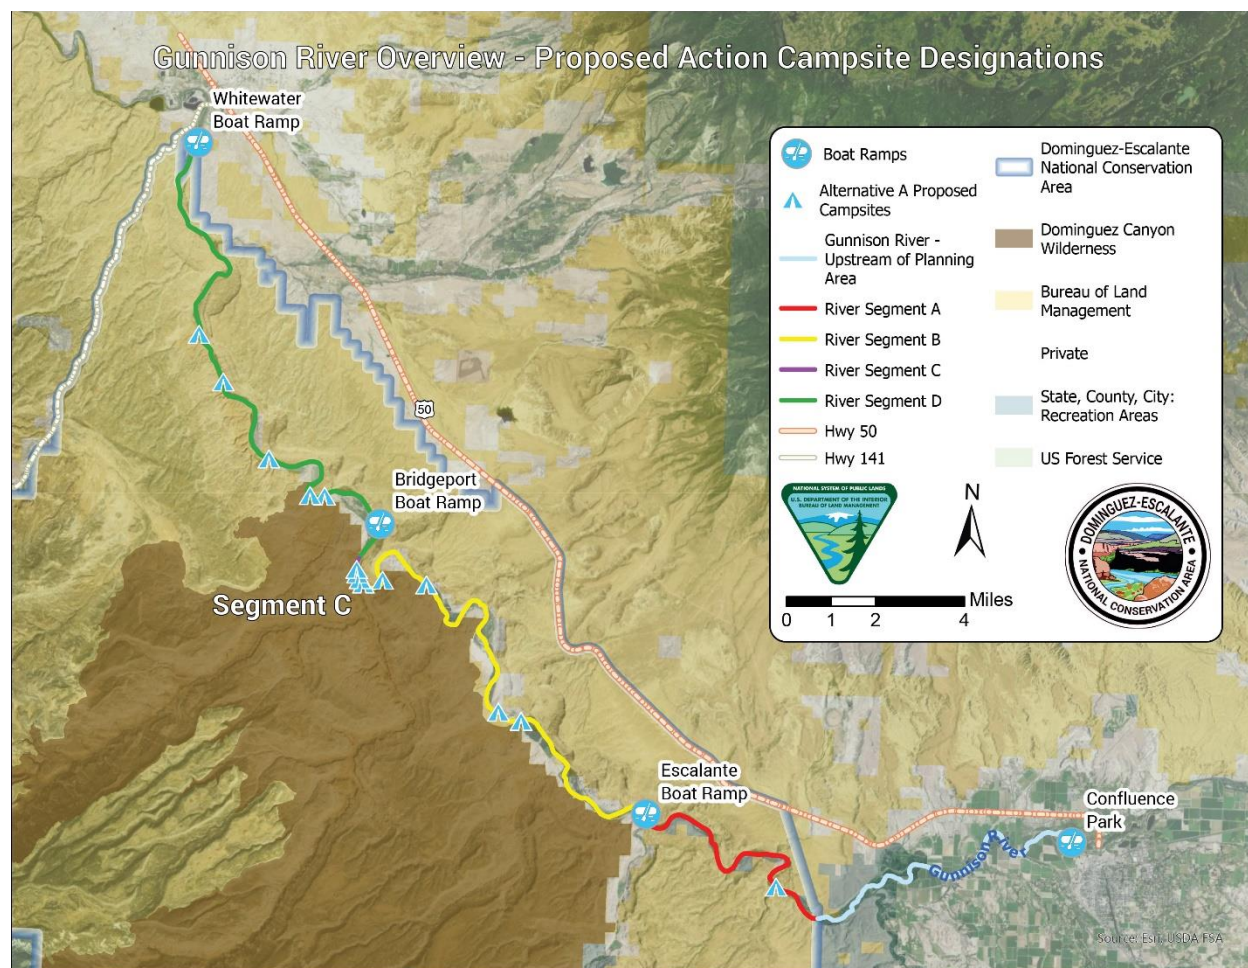 Gunnison River Overview - Proposed Action Campsite Designations
Whitewater
Boat Ramp
50
Bridgeport
Boat Ramp
Segment C
Escalante
Boat Ramp
Confluence
Park
Gunnison River
Boat Ramps
Alternative A Proposed
Campsites
Gunnison River -
Upstream of Planning
Area
River Segment A
River Segment B
River Segment C
River Segment D
Hwy 50
Hwy 141
Dominguez-Escalante
National Conservation
Area
Dominguez Canyon
Wilderness
Bureau of Land
Management
Private
State, County, City:
Recreation Areas
US Forest Service
NATIONAL SYSTEM OF PUBLIC LANDS
U.S. DEPARTMENT OF THE INTERIOR
BUREAU OF LAND MANAGEMENT
N
Miles
0 1 2 4
DOMINGUEZ-ESCALANTE
NATIONAL CONSERVATION AREA
Source: Esri, USDA FSA